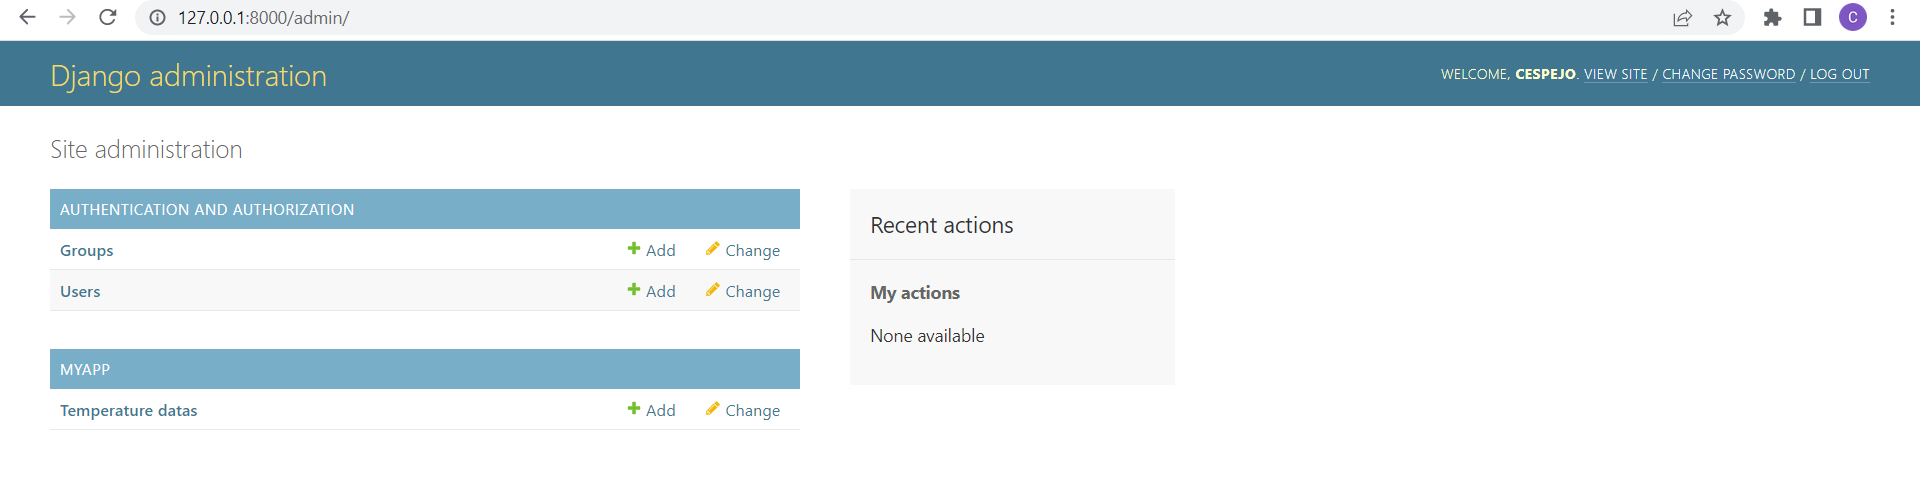 127.0.0.1:8000/admin/
C
Django administration
WELCOME, CESPEJO. VIEW SITE / CHANGE PASSWORD / LOG OUT
Site administration
AUTHENTICATION AND AUTHORIZATION
Groups Add Change
Users Add Change
MYAPP
Temperature datas Add Change
Recent actions
My actions
None available